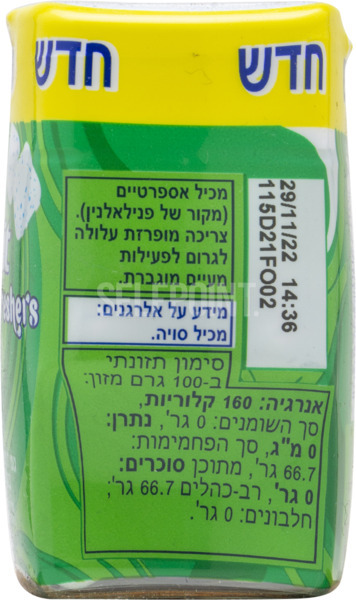 חדש
חדש
מכיל אספרטיים
(מקור של פנילאלנין).
צריכה מופרזת עלולה
לגרום לפעילות
מעיים מוגברת.
29/11/22 14:36
115D21FO02
SELEPOINT.
מידע על אלרגנים:
מכיל סויה.
סימון תזונתי
ב-100 גרם מזון:
אנרגיה: 160 קלוריות,
סך השומנים: 0 גר', נתרן:
0 מ"ג, סך הפחמימות:
66.7 גר', מתוכן סוכרים:
0 גר', רב-כהלים 66.7 גר',
חלבונים: 0 גר'.